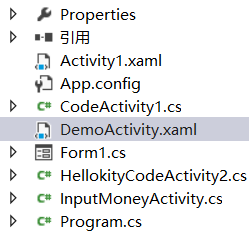 Properties
引用
Activity1.xaml
App.config
C# CodeActivity1.cs
DemoActivity.xaml
Form1.cs
C# HellokityCodeActivity2.cs
C# InputMoneyActivity.cs
C# Program.cs